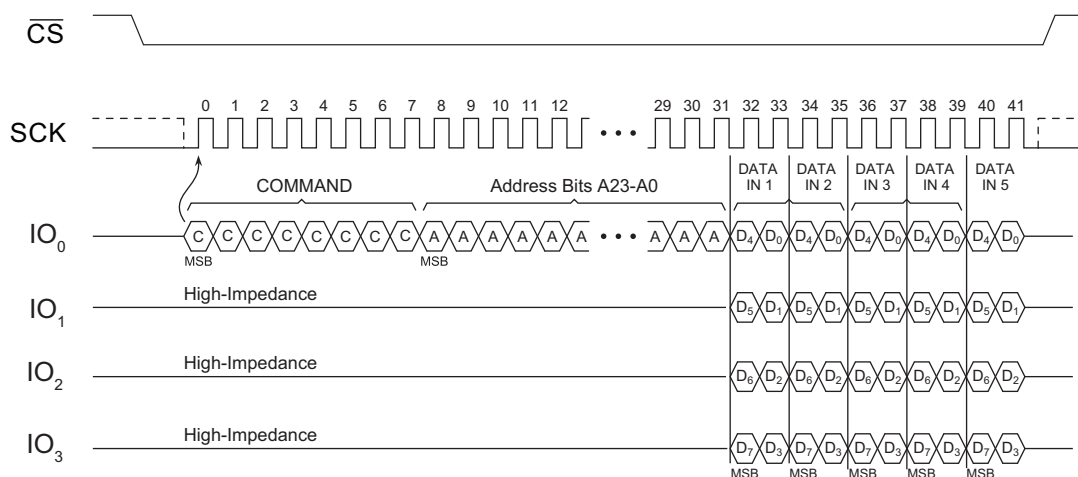 CS
0 1 2 3 4 5 6 7 8 9 10 11 12 29 30 31 32 33 34 35 36 37 38 39 40 41
SCK
DATA IN 1 DATA IN 2 DATA IN 3 DATA IN 4 DATA IN 5
COMMAND Address Bits A23-A0
IO0 C C C C C C C C A A A A A A • • • A A A D4 D0 D4 D0 D4 D0 D4 D0 D4 D0
MSB MSB
High-Impedance
IO1 D5 D1 D5 D1 D5 D1 D5 D1 D5 D1
High-Impedance
IO2 D6 D2 D6 D2 D6 D2 D6 D2 D6 D2
High-Impedance
IO3 D7 D3 D7 D3 D7 D3 D7 D3 D7 D3
MSB MSB MSB MSB MSB